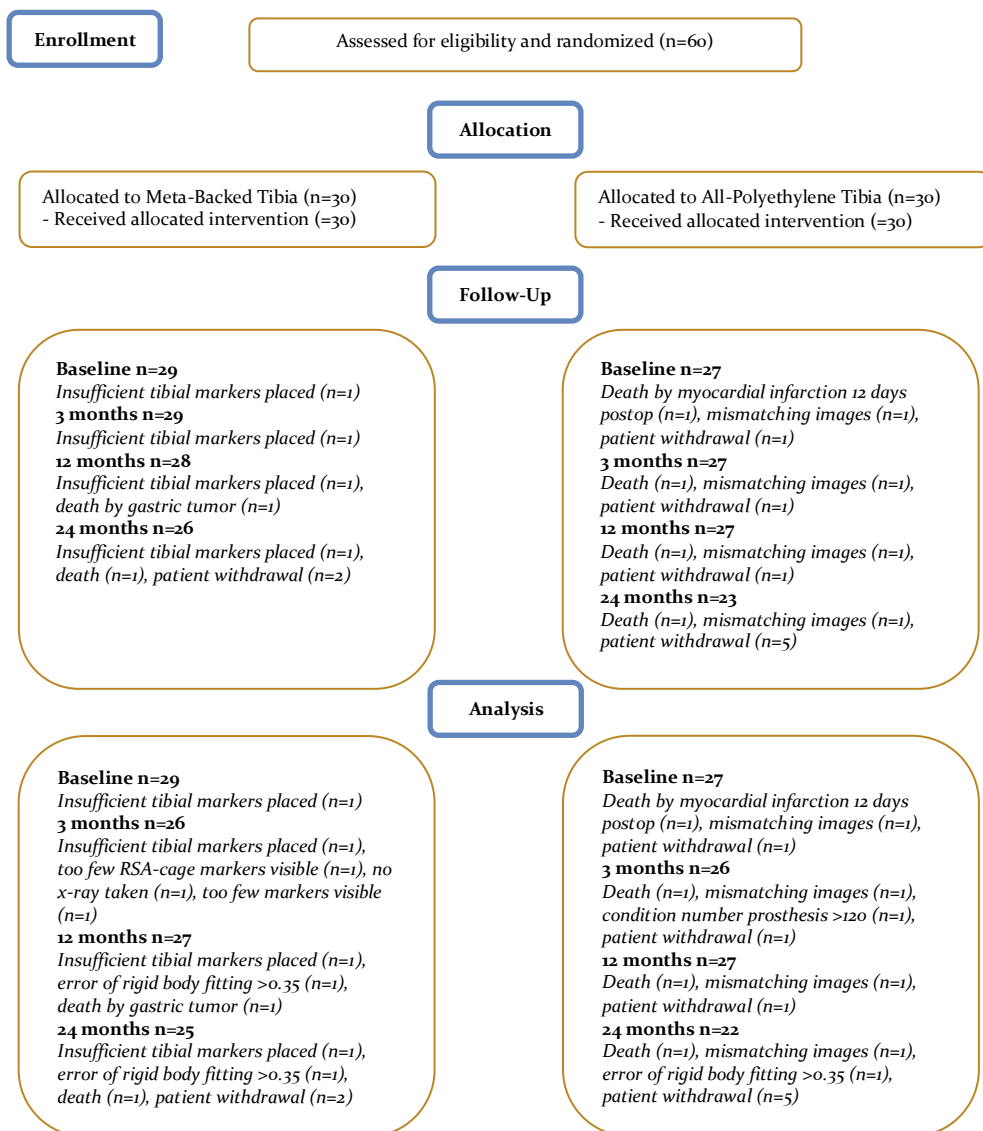 Enrollment
Assessed for eligibility and randomized (n=60)
Allocation
Allocated to Meta-Backed Tibia (n=30)
- Received allocated intervention (=30)
Allocated to All-Polyethylene Tibia (n=30)
- Received allocated intervention (=30)
Follow-Up
Baseline n=29
Insufficient tibial markers placed (n=1)
3 months n=29
Insufficient tibial markers placed (n=1)
12 months n=28
Insufficient tibial markers placed (n=1),
death by gastric tumor (n=1)
24 months n=26
Insufficient tibial markers placed (n=1),
death (n=1), patient withdrawal (n=2)
Baseline n=27
Death by myocardial infarction 12 days
postop (n=1), mismatching images (n=1),
patient withdrawal (n=1)
3 months n=27
Death (n=1), mismatching images (n=1),
patient withdrawal (n=1)
12 months n=27
Death (n=1), mismatching images (n=1),
patient withdrawal (n=1)
24 months n=23
Death (n=1), mismatching images (n=1),
patient withdrawal (n=5)
Analysis
Baseline n=29
Insufficient tibial markers placed (n=1)
3 months n=26
Insufficient tibial markers placed (n=1),
too few RSA-cage markers visible (n=1), no
x-ray taken (n=1), too few markers visible
(n=1)
12 months n=27
Insufficient tibial markers placed (n=1),
error of rigid body fitting >0.35 (n=1),
death by gastric tumor (n=1)
24 months n=25
Insufficient tibial markers placed (n=1),
error of rigid body fitting >0.35 (n=1),
death (n=1), patient withdrawal (n=2)
Baseline n=27
Death by myocardial infarction 12 days
postop (n=1), mismatching images (n=1),
patient withdrawal (n=1)
3 months n=26
Death (n=1), mismatching images (n=1),
condition number prosthesis >120 (n=1),
patient withdrawal (n=1)
12 months n=27
Death (n=1), mismatching images (n=1),
patient withdrawal (n=1)
24 months n=22
Death (n=1), mismatching images (n=1),
error of rigid body fitting >0.35 (n=1),
patient withdrawal (n=5)